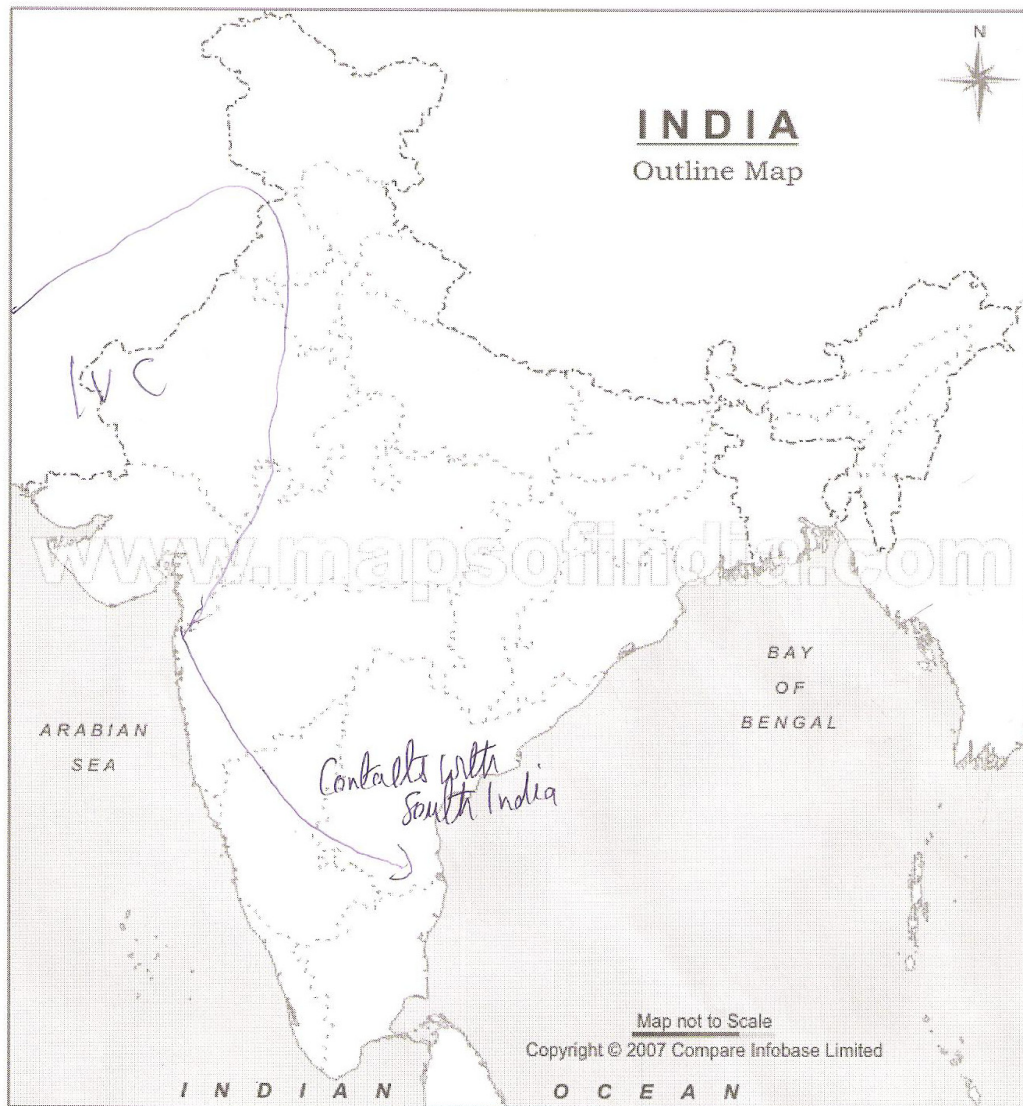 N
INDIA
Outline Map
IVC
www.mapsofindia.com
BAY
OF
BENGAL
ARABIAN
SEA
Contacts with
South India
Map not to Scale
Copyright © 2007 Compare Infobase Limited
INDIAN OCEAN